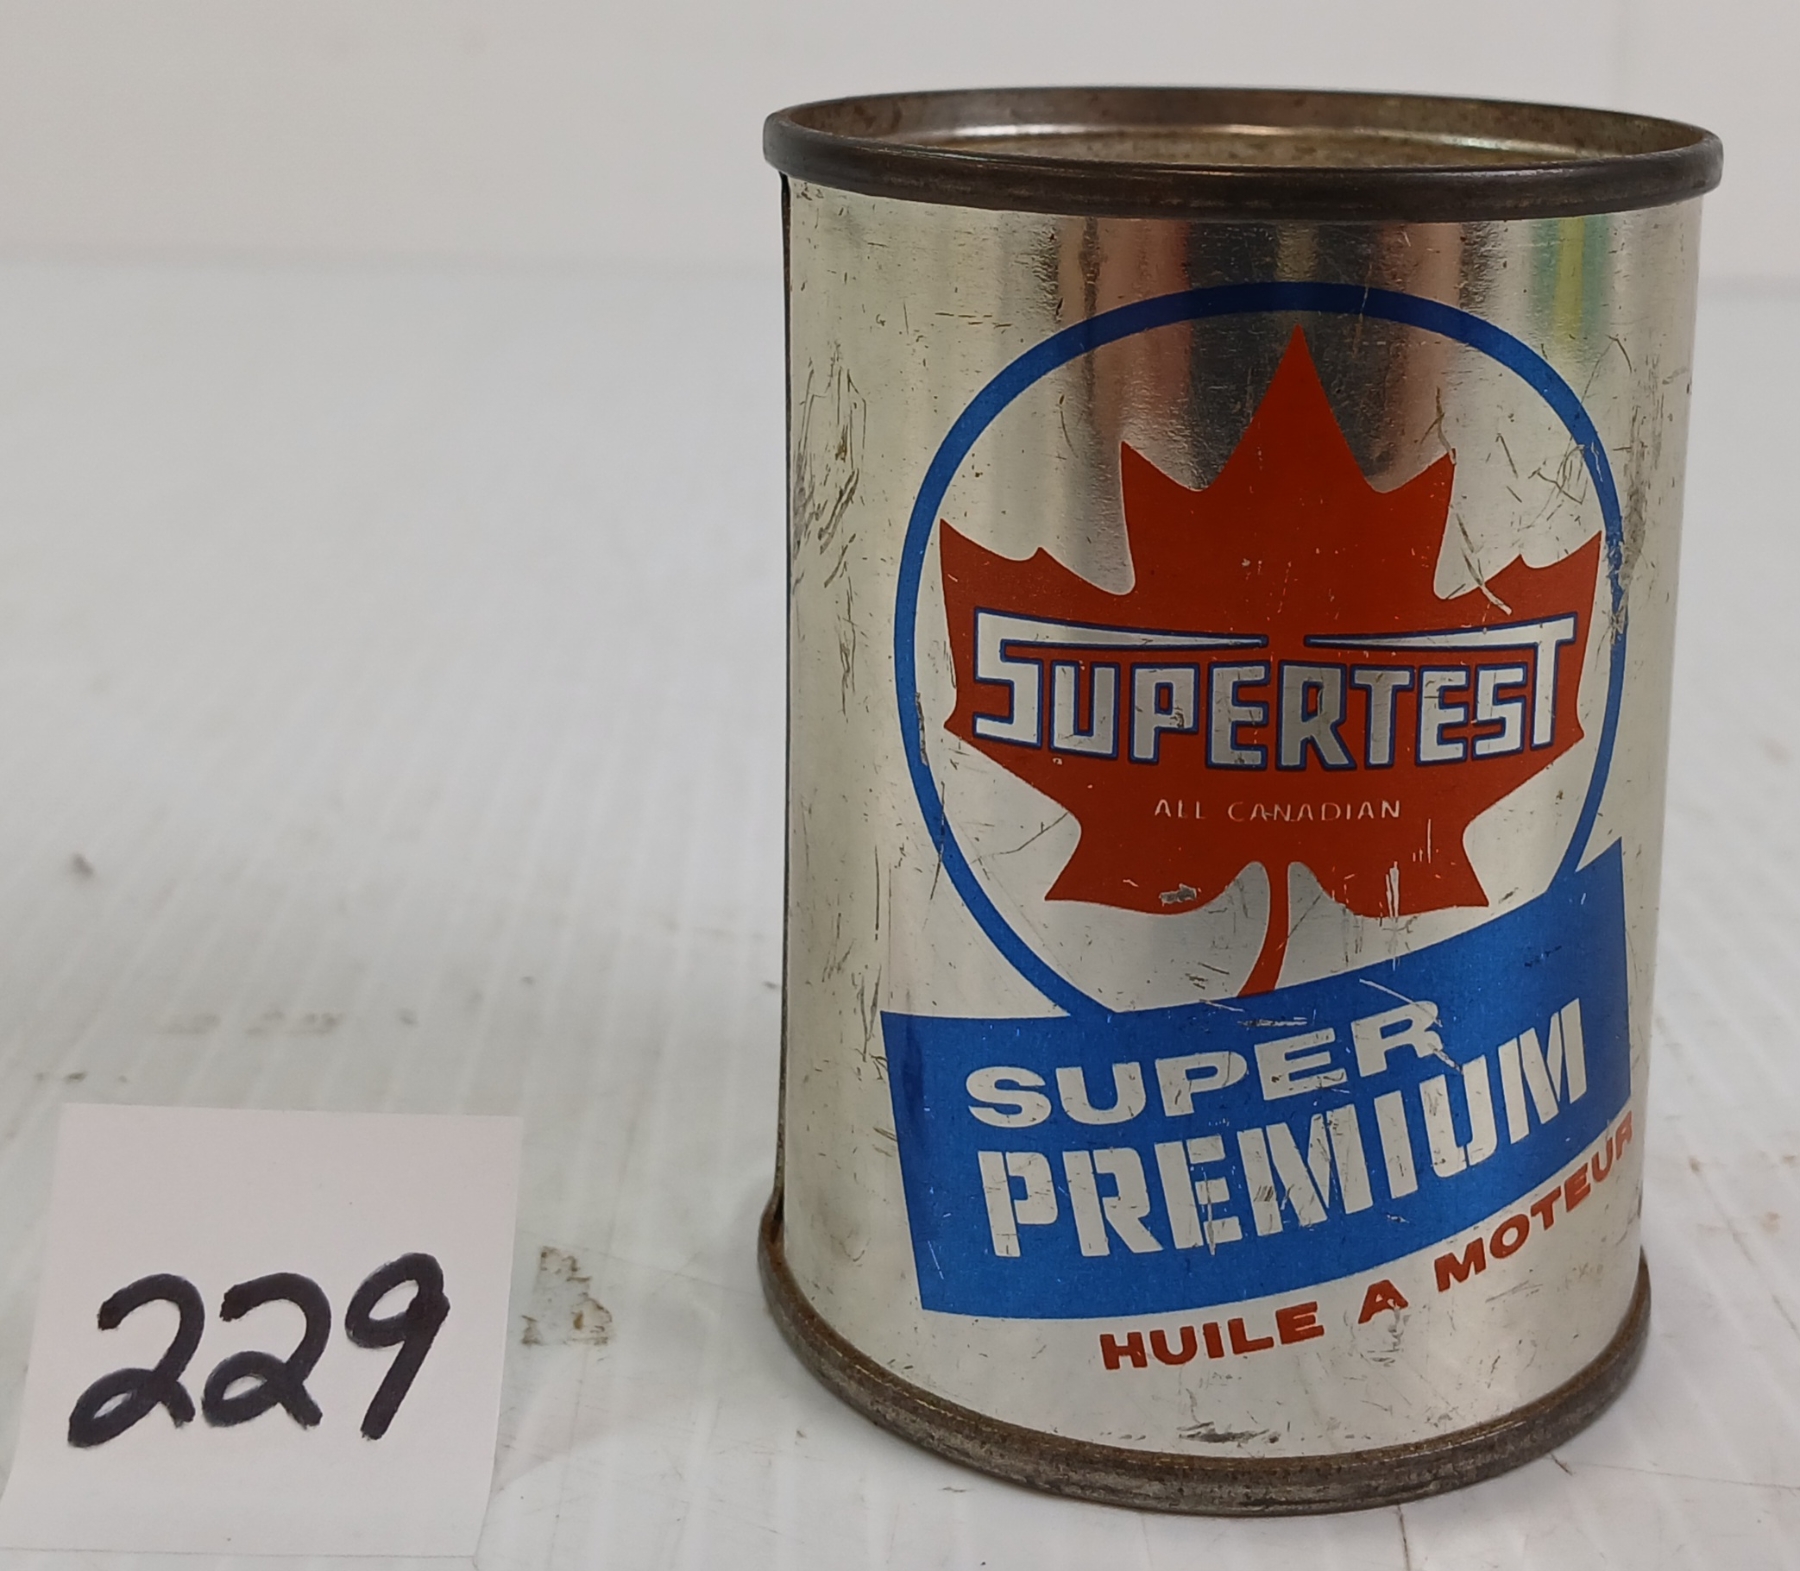 SUPERTEST
ALL CANADIAN
SUPER
PREMIUM
HUILE A MOTEUR
229